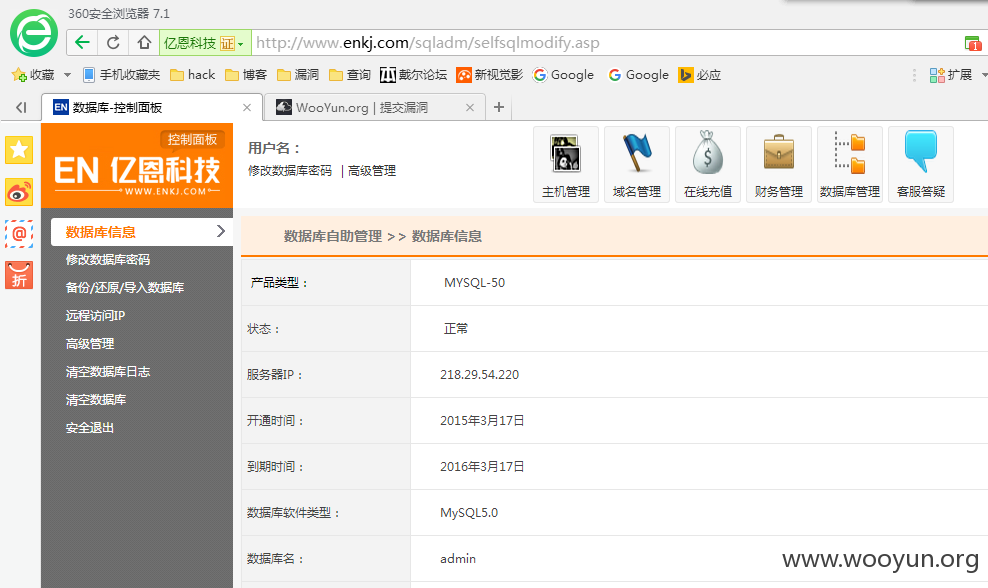 360安全浏览器 7.1
亿恩科技 证 http://www.enkj.com/sqladm/selfsqlmodify.asp 1
收藏 手机收藏夹 hack 博客 漏洞 查询 戴尔论坛 新视觉影 Google Google 必应 扩展
EN 数据库-控制面板 WooYun.org | 提交漏洞
控制面板
EN 亿恩科技
WWW.ENKJ.COM
用户名：
修改数据库密码 | 高级管理
主机管理 域名管理 在线充值 财务管理 数据库管理 客服答疑
@
折
数据库信息
修改数据库密码
备份/还原/导入数据库
远程访问IP
高级管理
清空数据库日志
清空数据库
安全退出
数据库自助管理 >> 数据库信息
产品类型： MYSQL-50
状态： 正常
服务器IP： 218.29.54.220
开通时间： 2015年3月17日
到期时间： 2016年3月17日
数据库软件类型： MySQL5.0
数据库名： admin
www.wooyun.org